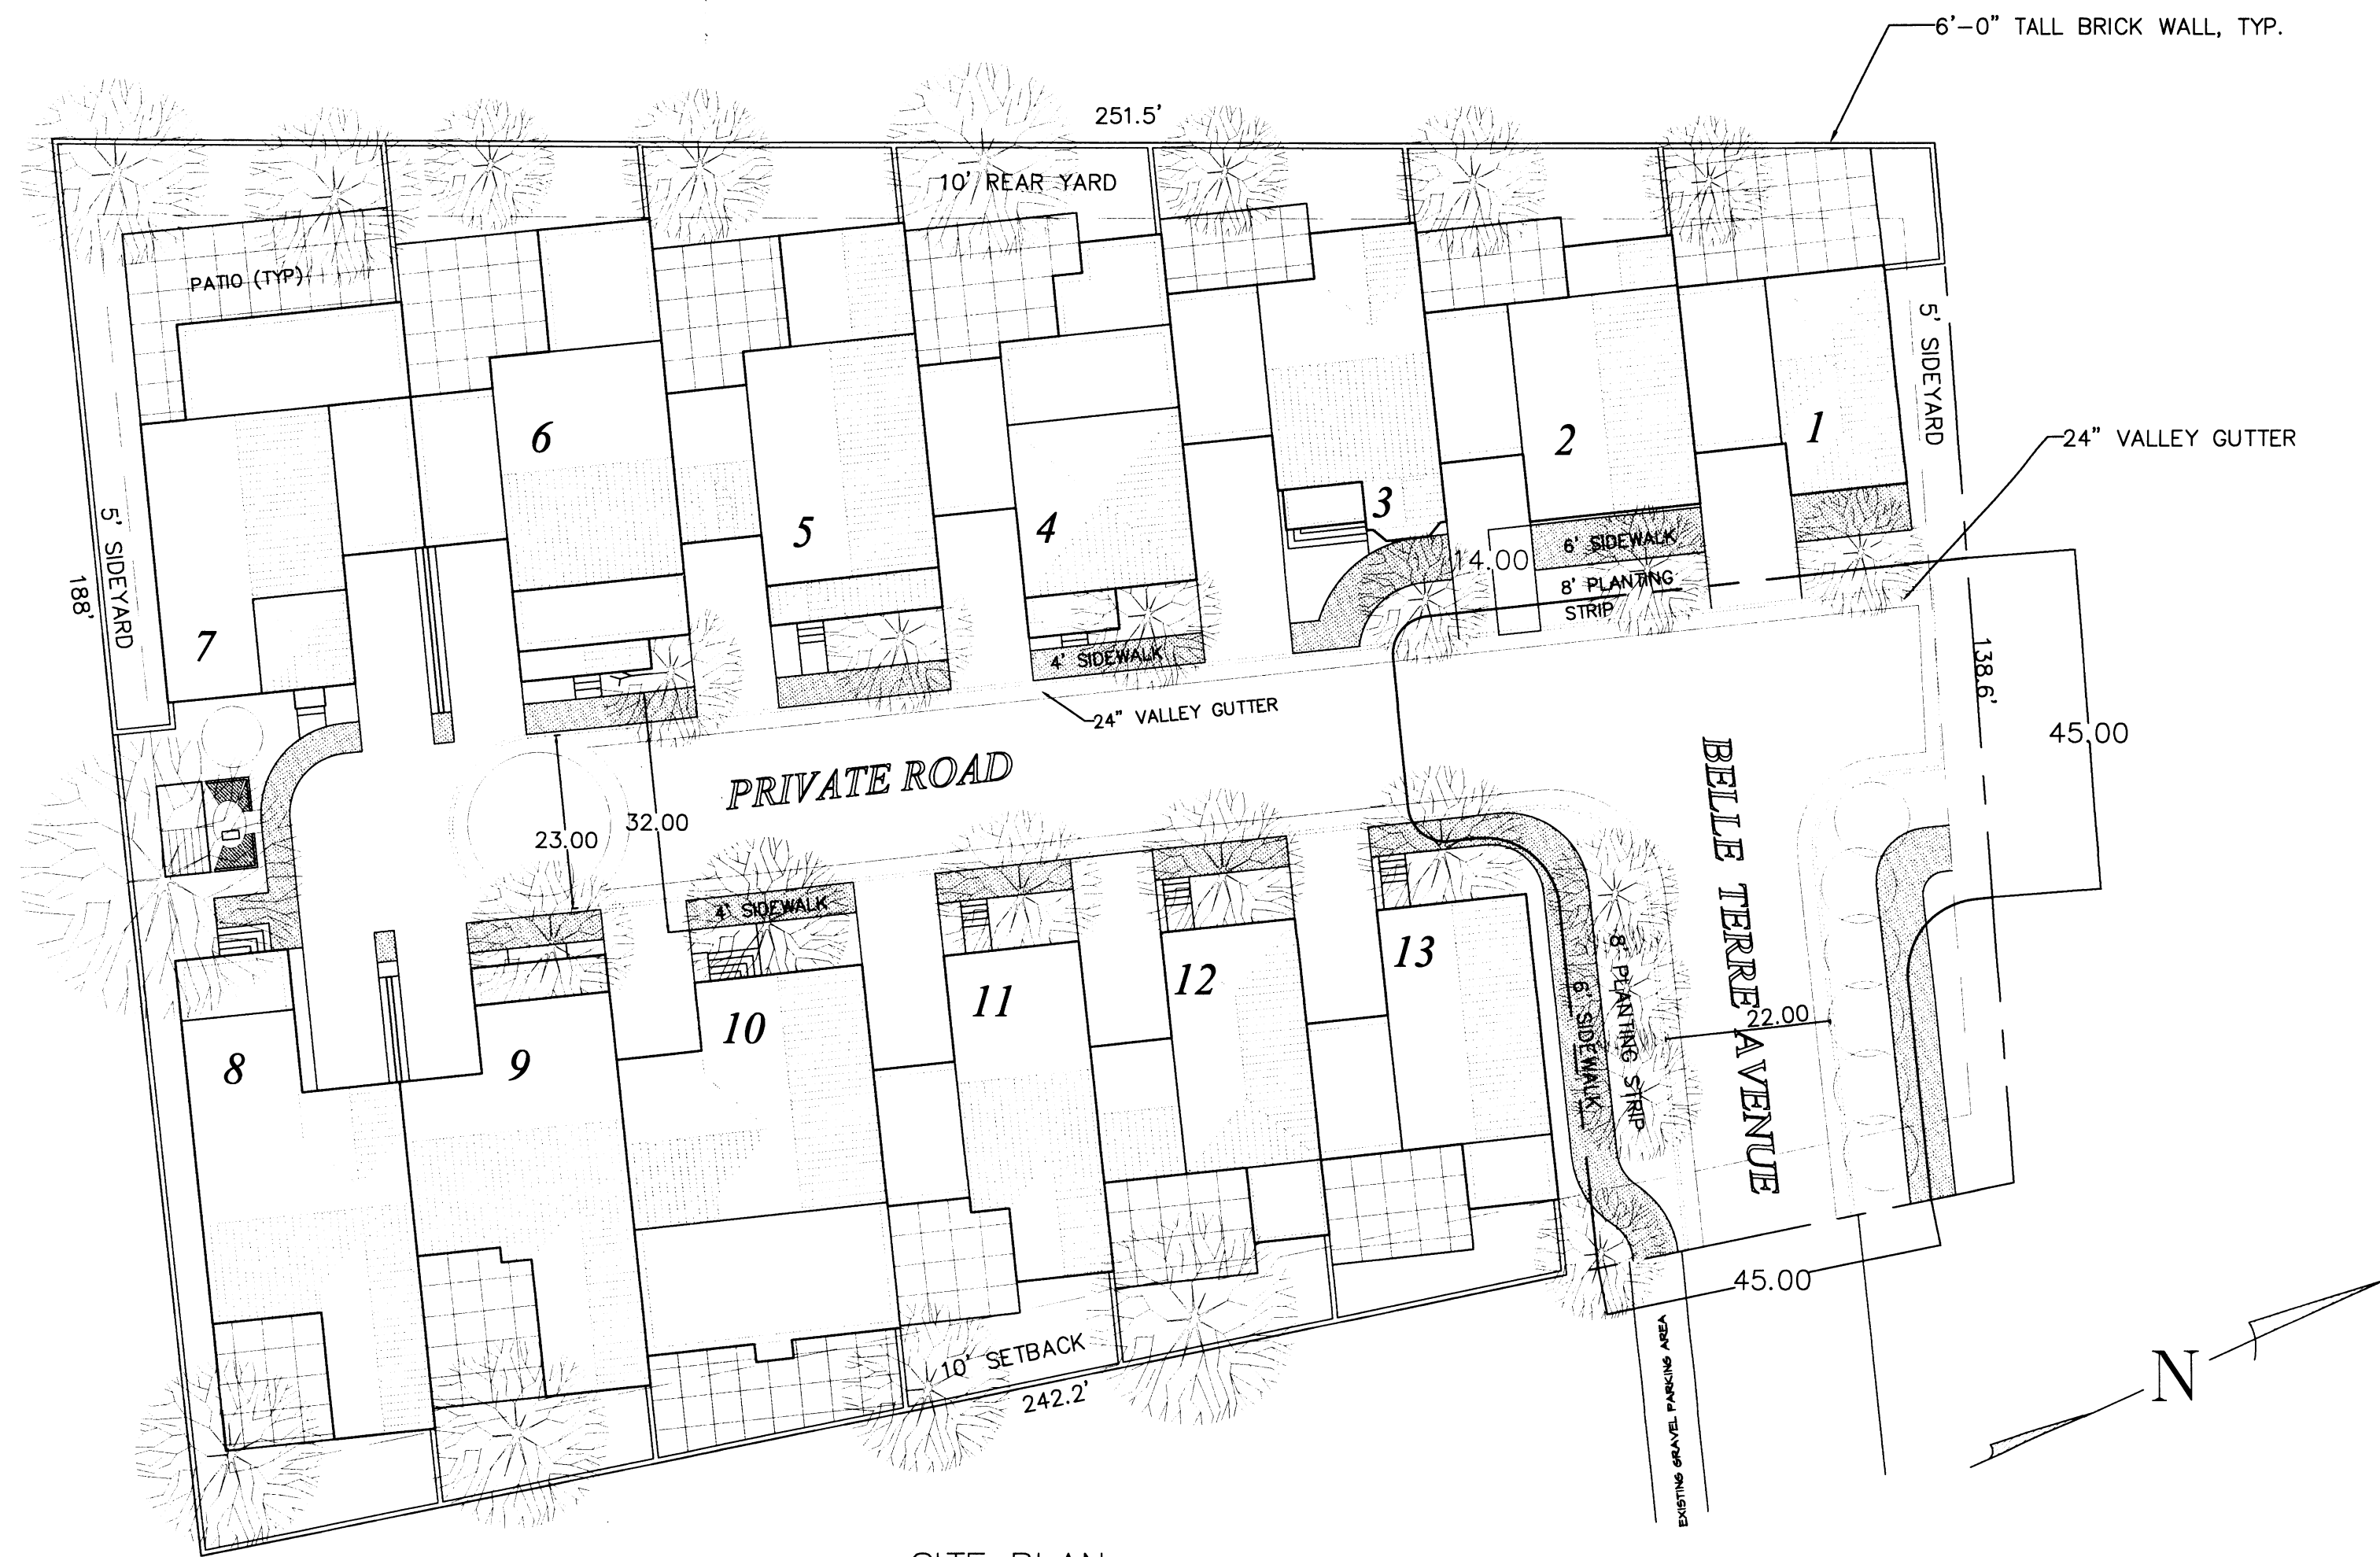 6'-0" TALL BRICK WALL, TYP.
251.5'
10' REAR YARD
PATIO (TYP)
5' SIDEYARD
24" VALLEY GUTTER
6
5
4
3
2
1
14.00
6' SIDEWALK
8' PLANTING
STRIP
5' SIDEYARD
188'
7
4' SIDEWALK
24" VALLEY GUTTER
138.6'
45.00
PRIVATE ROAD
BELLE TERRE AVENUE
23.00
32.00
4' SIDEWALK
8
9
10
11
12
13
8' PLANTING STRIP
6' SIDEWALK
22.00
45.00
10' SETBACK
242.2'
EXISTING GRAVEL PARKING AREA
N
SITE PLAN